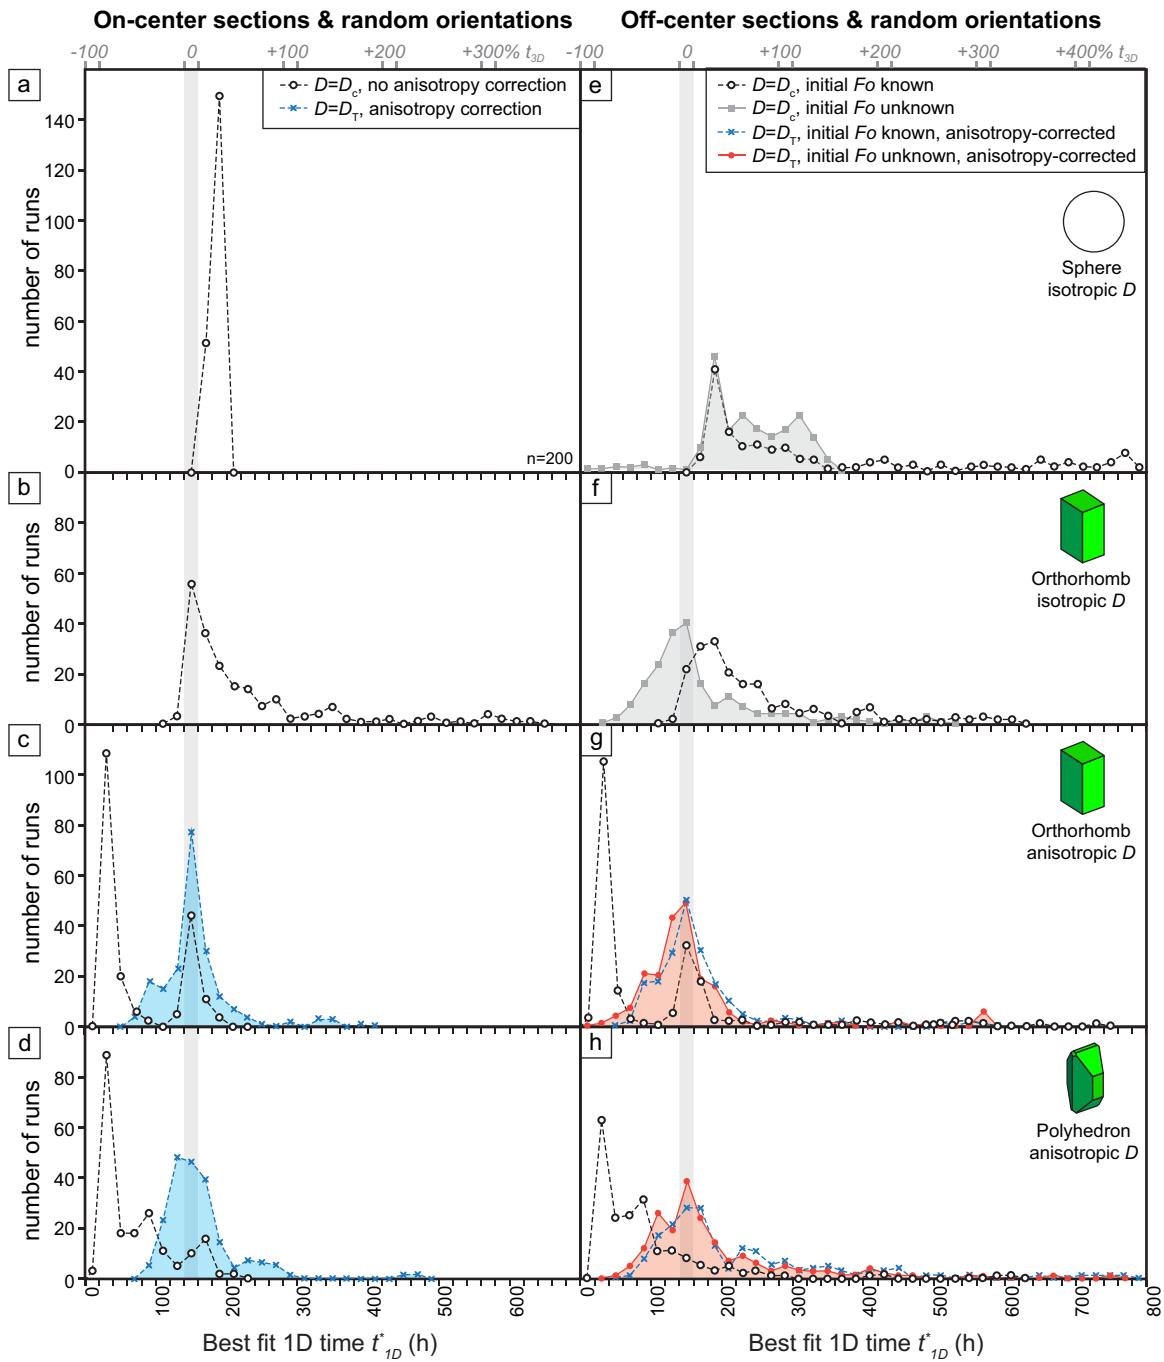 On-center sections & random orientations
Off-center sections & random orientations
-100 0 +100 +200 +300% t3D
-100 0 +100 +200 +300 +400% t3D
a
D=Dc, no anisotropy correction
D=DT, anisotropy correction
number of runs
140
120
100
80
60
40
20
0
n=200
e
D=Dc, initial Fo known
D=Dc, initial Fo unknown
D=DT, initial Fo known, anisotropy-corrected
D=DT, initial Fo unknown, anisotropy-corrected
Sphere
isotropic D
b
number of runs
80
60
40
20
0
f
Orthorhomb
isotropic D
c
number of runs
100
80
60
40
20
0
g
Orthorhomb
anisotropic D
d
number of runs
80
60
40
20
0
h
Polyhedron
anisotropic D
0 100 200 300 400 500 600
0 100 200 300 400 500 600 700 800
Best fit 1D time t*1D (h)
Best fit 1D time t*1D (h)